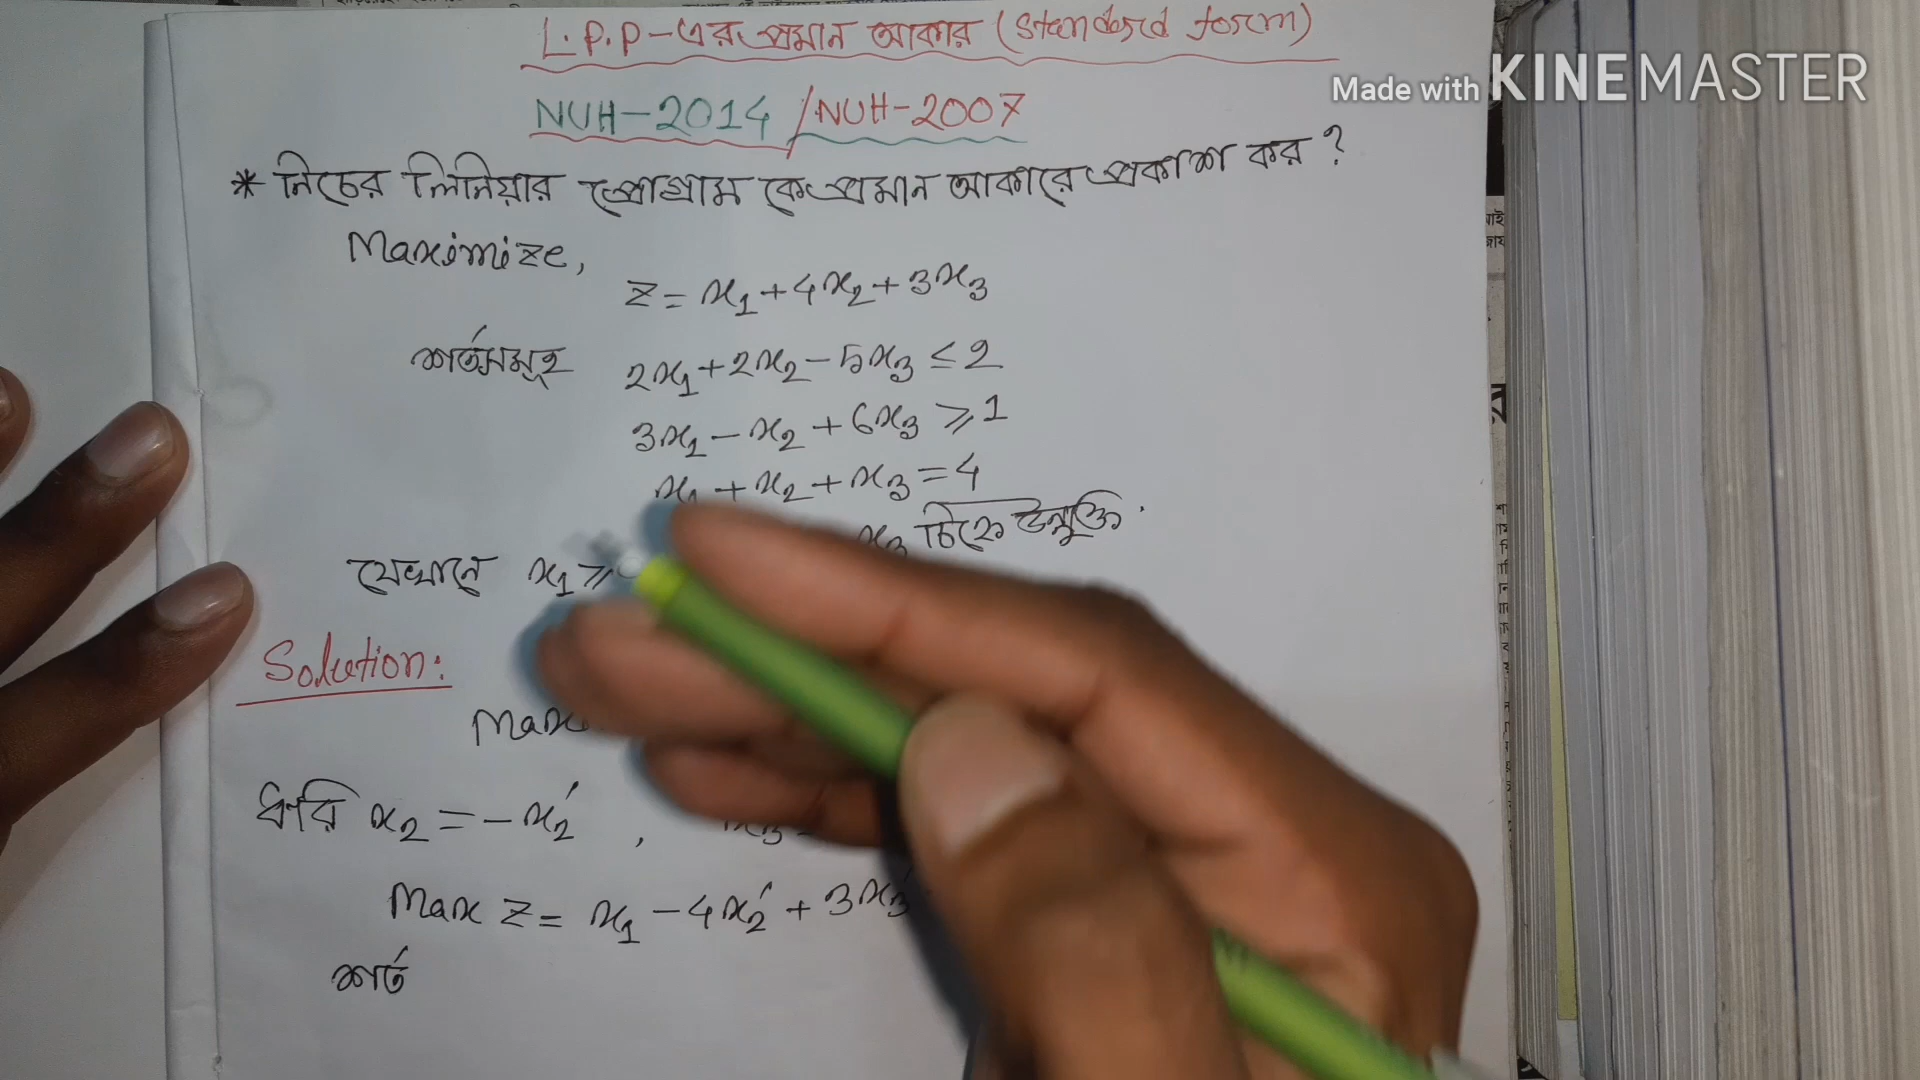 L.P.P-এর প্রমান আকার (standard form)
Made with KINEMASTER
NUH-2014 / NUH-2007
* নিচের লিনিয়ার প্রোগ্রাম কে প্রমান আকারে প্রকাশ কর ?
Maximize,
z = x₁ + 4x₂ + 3x₃
শর্তসমূহ 2x₁ + 2x₂ - 5x₃ ≤ 2
3x₁ - x₂ + 6x₃ ≥ 1
x₁ + x₂ + x₃ = 4
যেখানে x₁ ≥ x₃ চিহ্নে উন্মুক্ত.
Solution:
Max
ধরি x₂ = -x₂′ ,
Max z = x₁ - 4x₂′ + 3x₃′
শর্ত